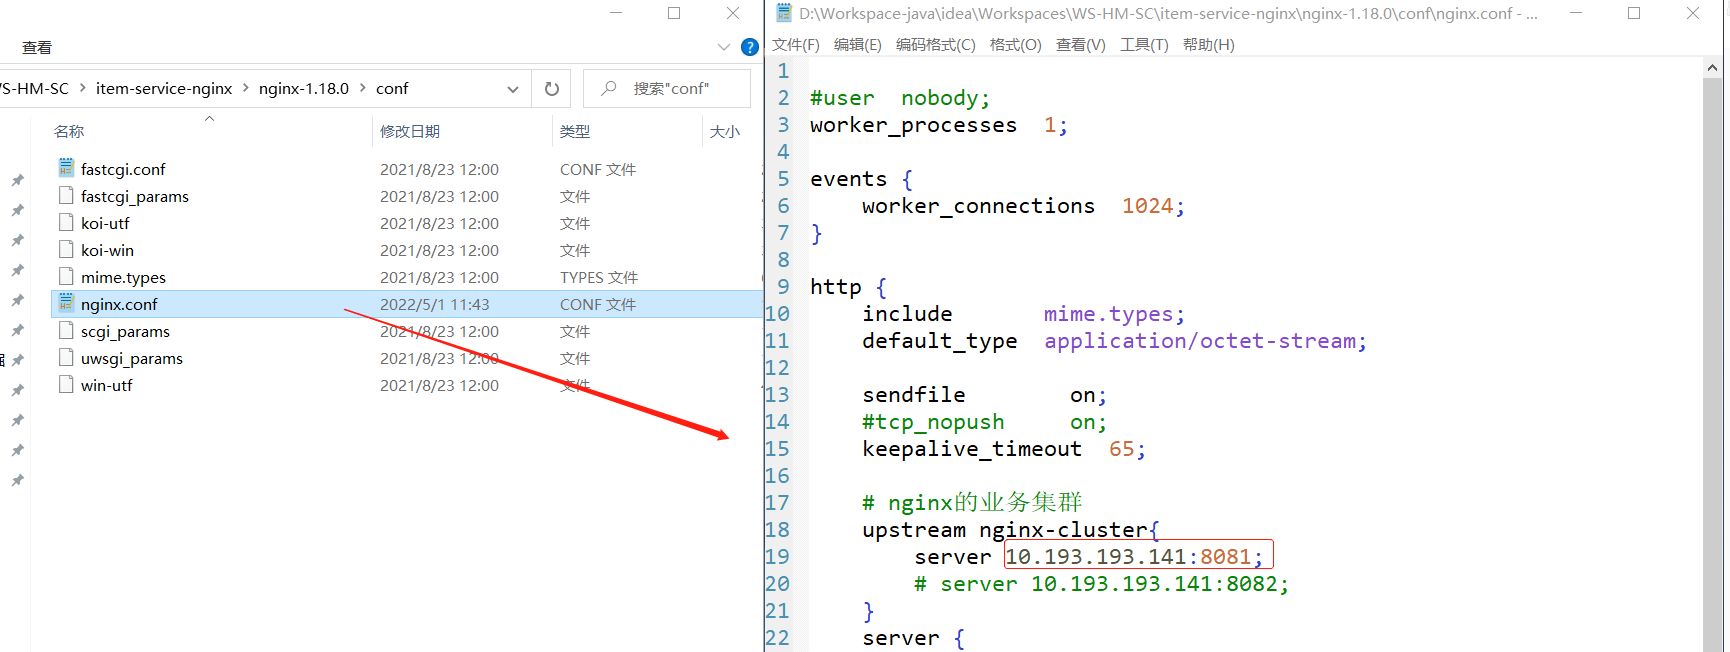 查看
S-HM-SC > item-service-nginx > nginx-1.18.0 > conf
搜索"conf"
名称 修改日期 类型 大小
fastcgi.conf 2021/8/23 12:00 CONF 文件
fastcgi_params 2021/8/23 12:00 文件
koi-utf 2021/8/23 12:00 文件
koi-win 2021/8/23 12:00 文件
mime.types 2021/8/23 12:00 TYPES 文件
nginx.conf 2022/5/1 11:43 CONF 文件
scgi_params 2021/8/23 12:00 文件
uwsgi_params 2021/8/23 12:00 文件
win-utf 2021/8/23 12:00 文件
D:\Workspace-java\idea\Workspaces\WS-HM-SC\item-service-nginx\nginx-1.18.0\conf\nginx.conf - ...
文件(F) 编辑(E) 编码格式(C) 格式(O) 查看(V) 工具(T) 帮助(H)
1
2 #user  nobody;
3 worker_processes  1;
4
5 events {
6     worker_connections  1024;
7 }
8
9 http {
10     include       mime.types;
11     default_type  application/octet-stream;
12
13     sendfile        on;
14     #tcp_nopush     on;
15     keepalive_timeout  65;
16
17     # nginx的业务集群
18     upstream nginx-cluster{
19         server 10.193.193.141:8081;
20         # server 10.193.193.141:8082;
21     }
22     server {